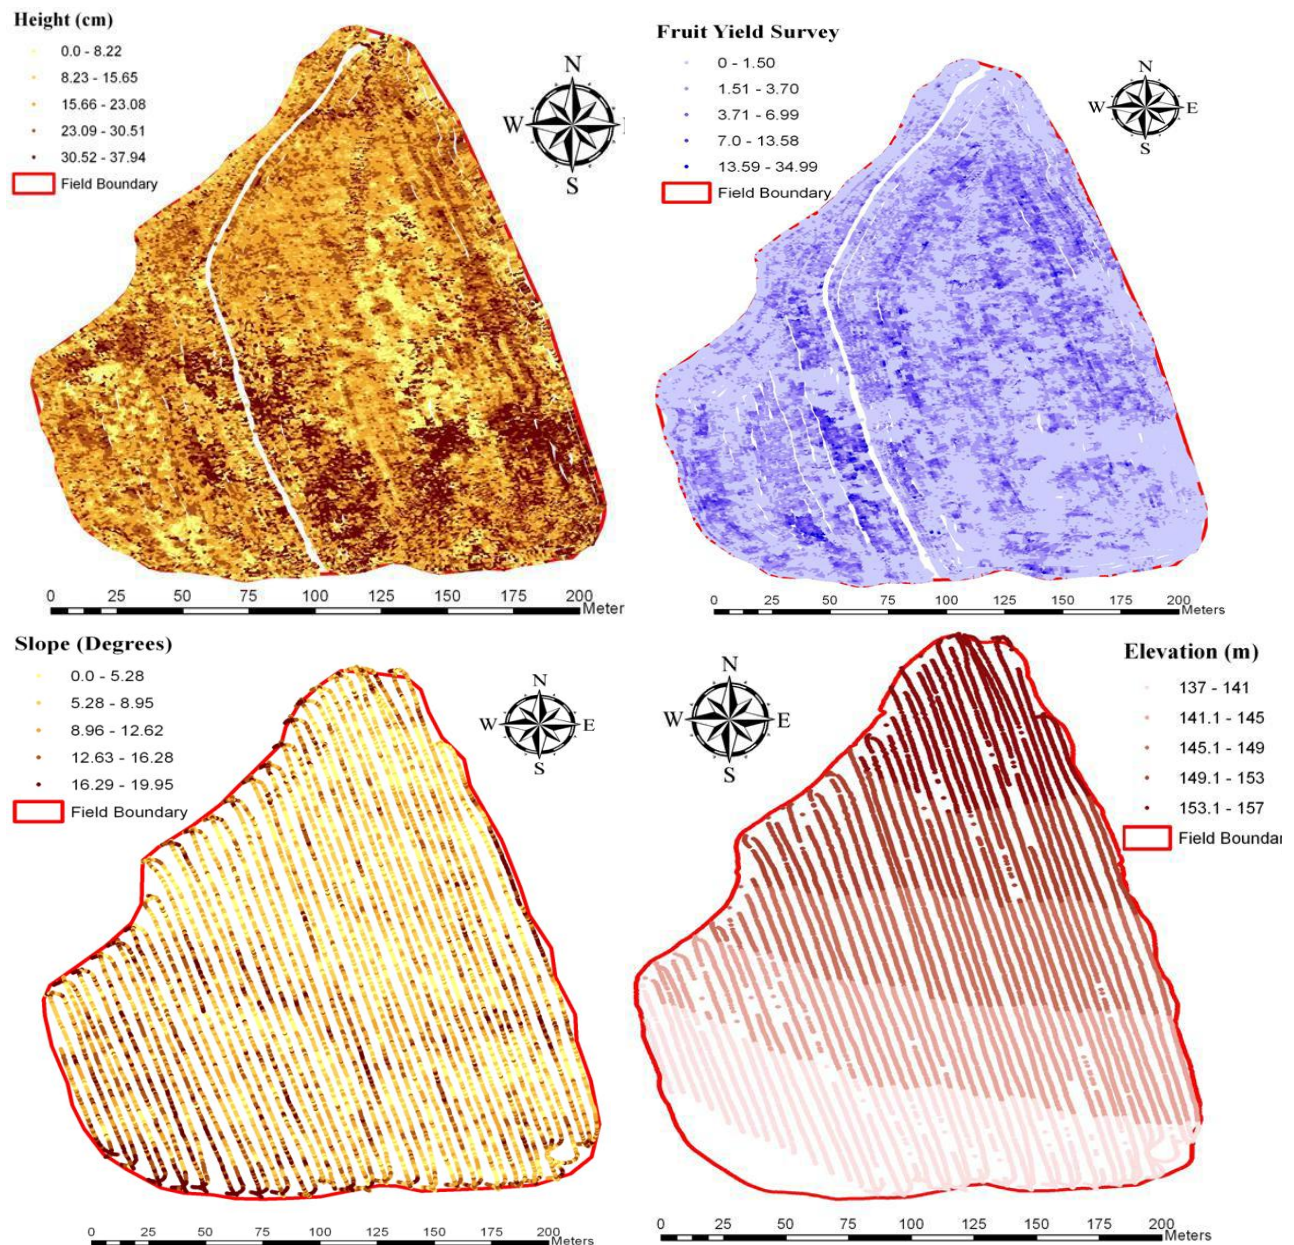 Height (cm)
0.0 - 8.22
8.23 - 15.65
15.66 - 23.08
23.09 - 30.51
30.52 - 37.94
Field Boundary
N
W
S
0 25 50 75 100 125 150 175 200
Meter
Fruit Yield Survey
0 - 1.50
1.51 - 3.70
3.71 - 6.99
7.0 - 13.58
13.59 - 34.99
Field Boundary
N
W E
S
0 25 50 75 100 125 150 175 200
Meters
Slope (Degrees)
0.0 - 5.28
5.28 - 8.95
8.96 - 12.62
12.63 - 16.28
16.29 - 19.95
Field Boundary
N
W E
S
0 25 50 75 100 125 150 175 200
Meters
N
W E
S
Elevation (m)
137 - 141
141.1 - 145
145.1 - 149
149.1 - 153
153.1 - 157
Field Boundar
0 25 50 75 100 125 150 175 200
Meters